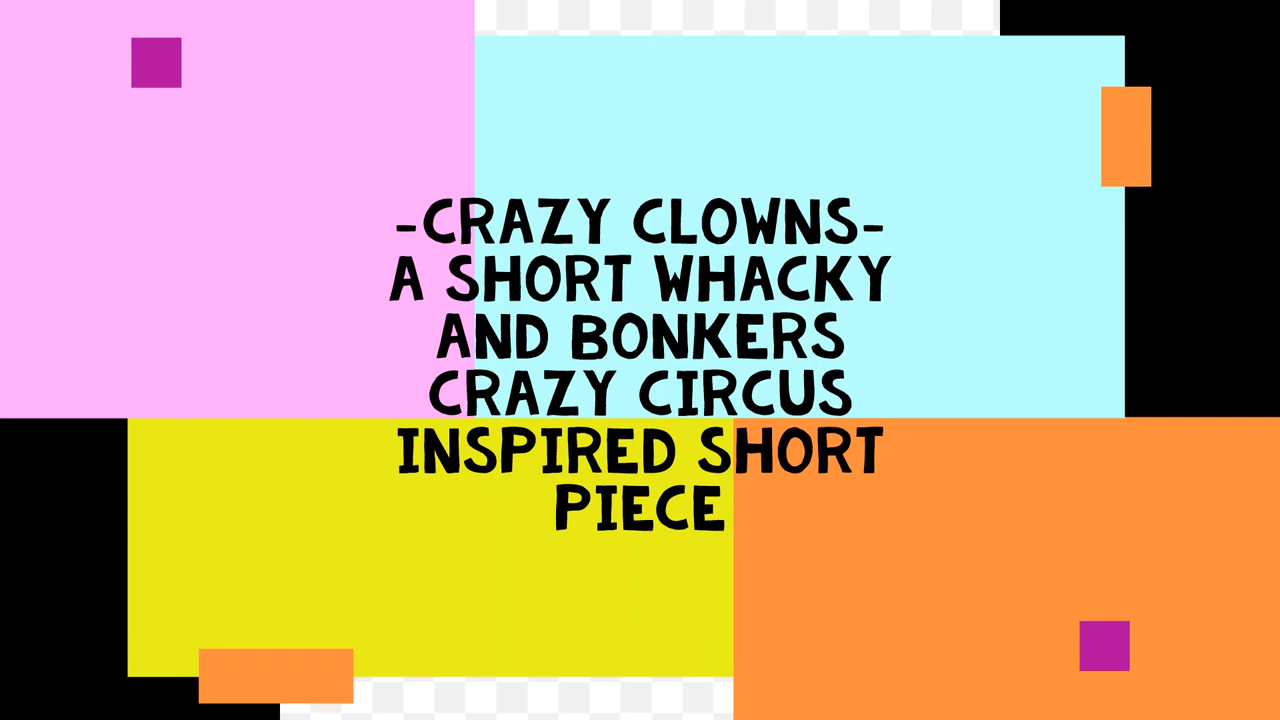 -CRAZY CLOWNS-
A SHORT WHACKY
AND BONKERS
CRAZY CIRCUS
INSPIRED SHORT
PIECE